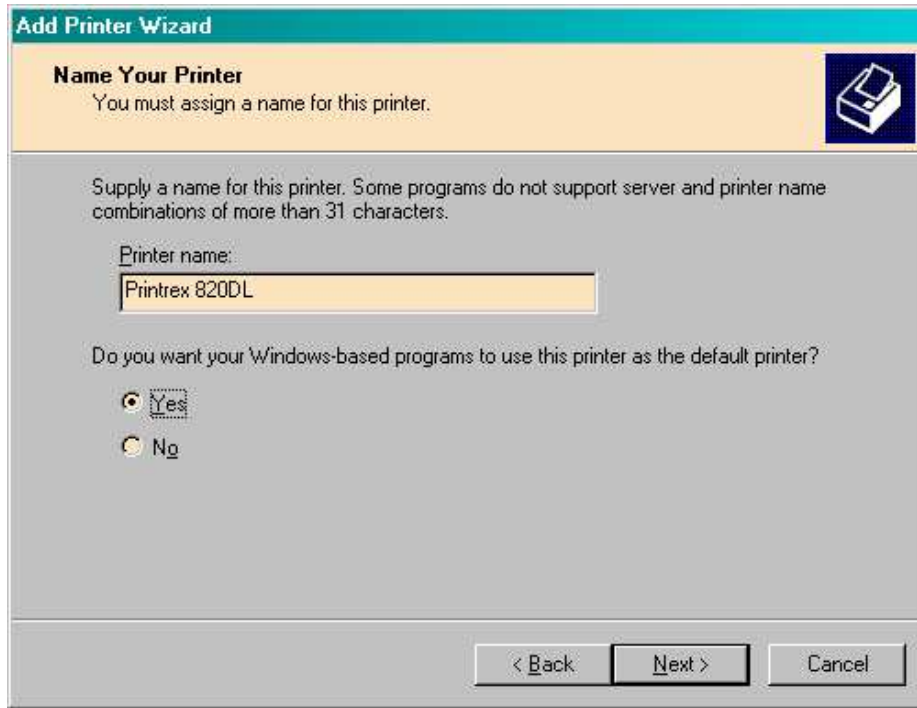 Add Printer Wizard
Name Your Printer
You must assign a name for this printer.
Supply a name for this printer. Some programs do not support server and printer name
combinations of more than 31 characters.
Printer name:
Printrex 820DL
Do you want your Windows-based programs to use this printer as the default printer?
Yes
No
< Back
Next >
Cancel